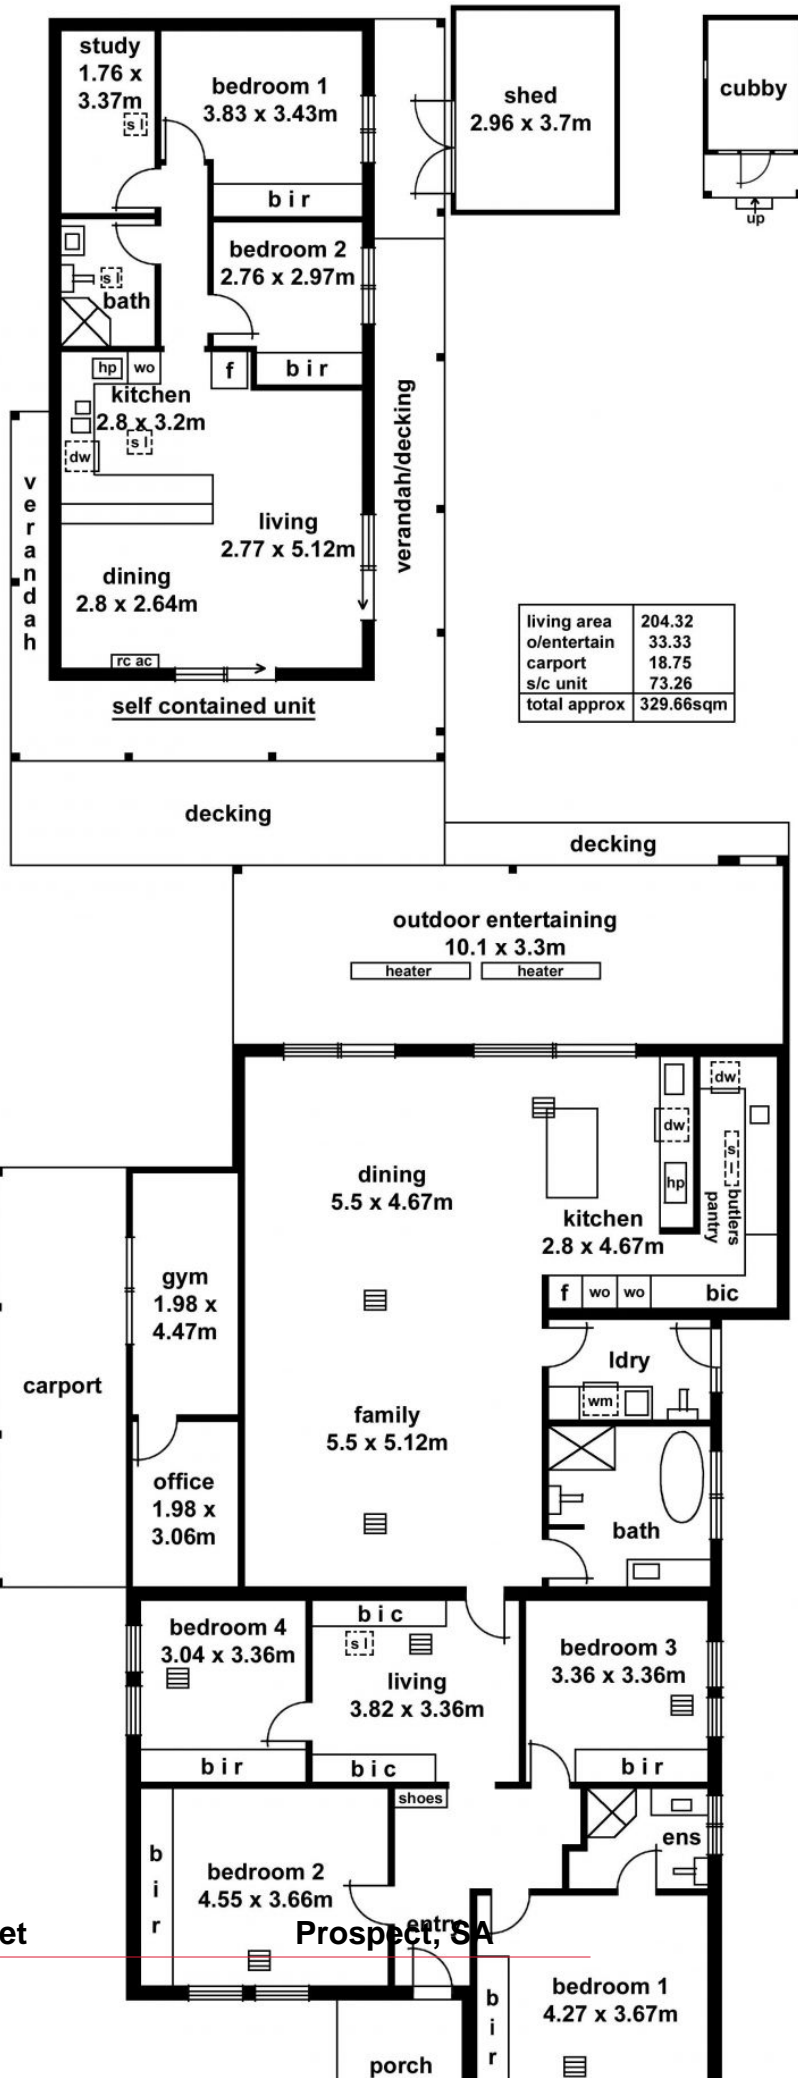 study
1.76 x
3.37m
s l
bedroom 1
3.83 x 3.43m
b i r
shed
2.96 x 3.7m
cubby
up
bedroom 2
2.76 x 2.97m
s l
bath
hp
wo
f
b i r
kitchen
2.8 x 3.2m
s l
dw
verandah
verandah/decking
living
2.77 x 5.12m
dining
2.8 x 2.64m
rc ac
self contained unit
living area 204.32
o/entertain 33.33
carport 18.75
s/c unit 73.26
total approx 329.66sqm
decking
decking
outdoor entertaining
10.1 x 3.3m
heater heater
dw
dw
s l
butlers
pantry
hp
dining
5.5 x 4.67m
kitchen
2.8 x 4.67m
f wo wo bic
gym
1.98 x
4.47m
carport
ldry
wm
family
5.5 x 5.12m
office
1.98 x
3.06m
bath
bedroom 4
3.04 x 3.36m
b i c
s l
living
3.82 x 3.36m
bedroom 3
3.36 x 3.36m
b i r
b i c
b i r
shoes
ens
bedroom 2
4.55 x 3.66m
b i r
entry
et Prospect, SA
bedroom 1
4.27 x 3.67m
b i r
porch